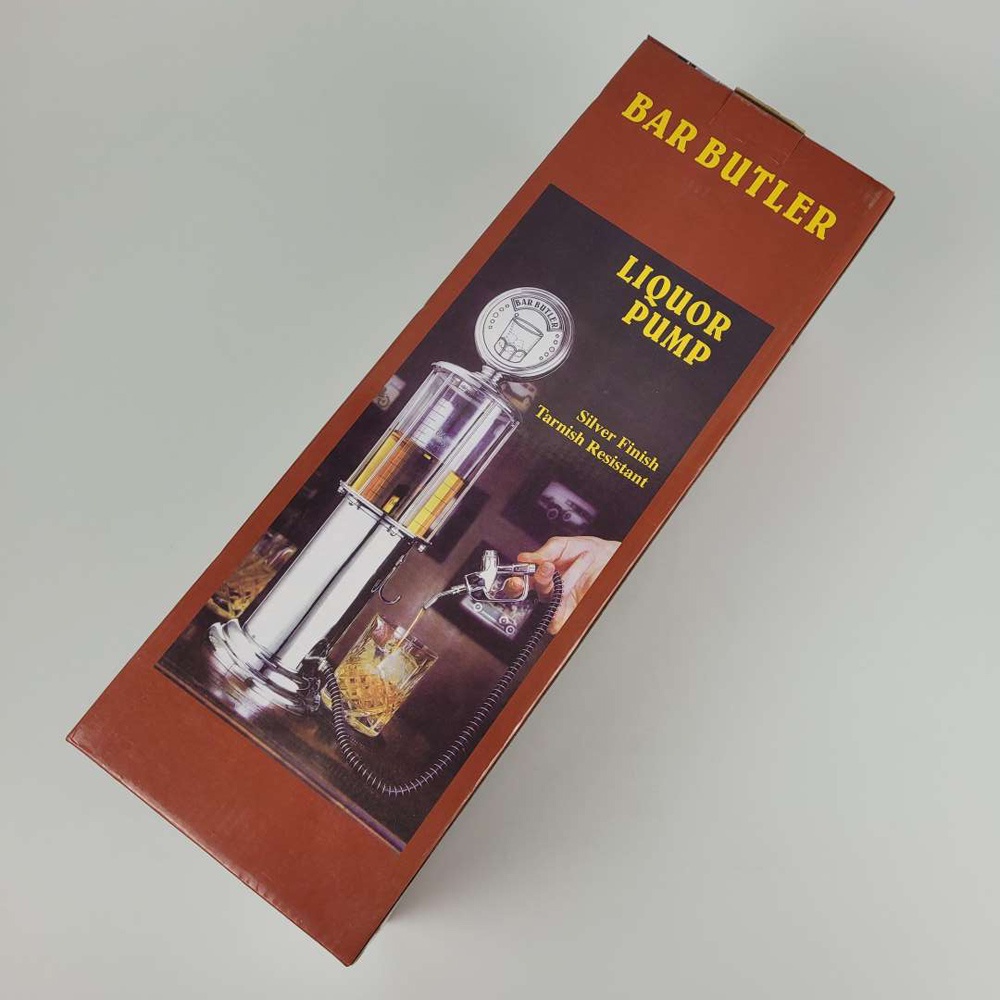 BAR BUTLER
LIQUOR
PUMP
BAR BUTLER
Silver Finish
Tarnish Resistant